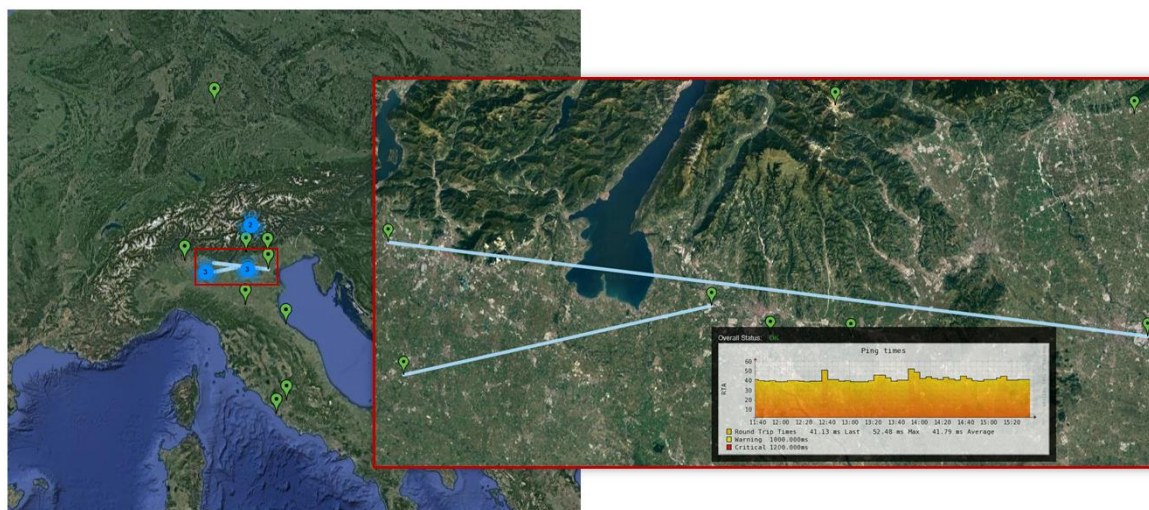 2
3
3
Overall Status: OK
Ping times
RTA
60
50
40
30
20
10
11:40 12:00 12:20 12:40 13:00 13:20 13:40 14:00 14:20 14:40 15:00 15:20
Round Trip Times 41.13 ms Last 52.48 ms Max 41.79 ms Average
Warning 1000.000ms
Critical 1200.000ms